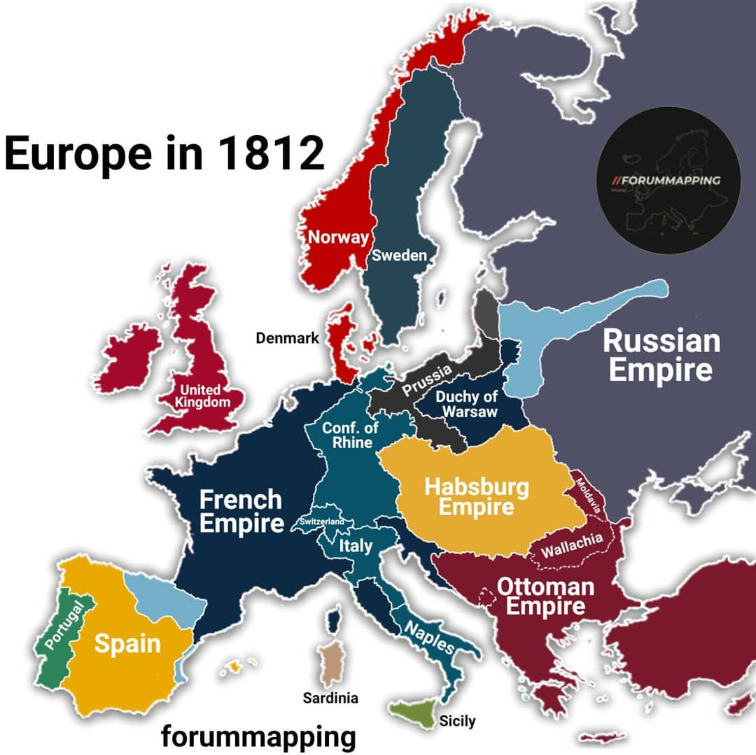 Europe in 1812
//FORUMMAPPING
Norway
Sweden
Denmark
Russian
Empire
United
Kingdom
Prussia
Duchy of
Warsaw
Conf. of
Rhine
French
Empire
Habsburg
Empire
Moldavia
Switzerland
Italy
Wallachia
Ottoman
Empire
Portugal
Spain
Naples
Sardinia
Sicily
forummapping